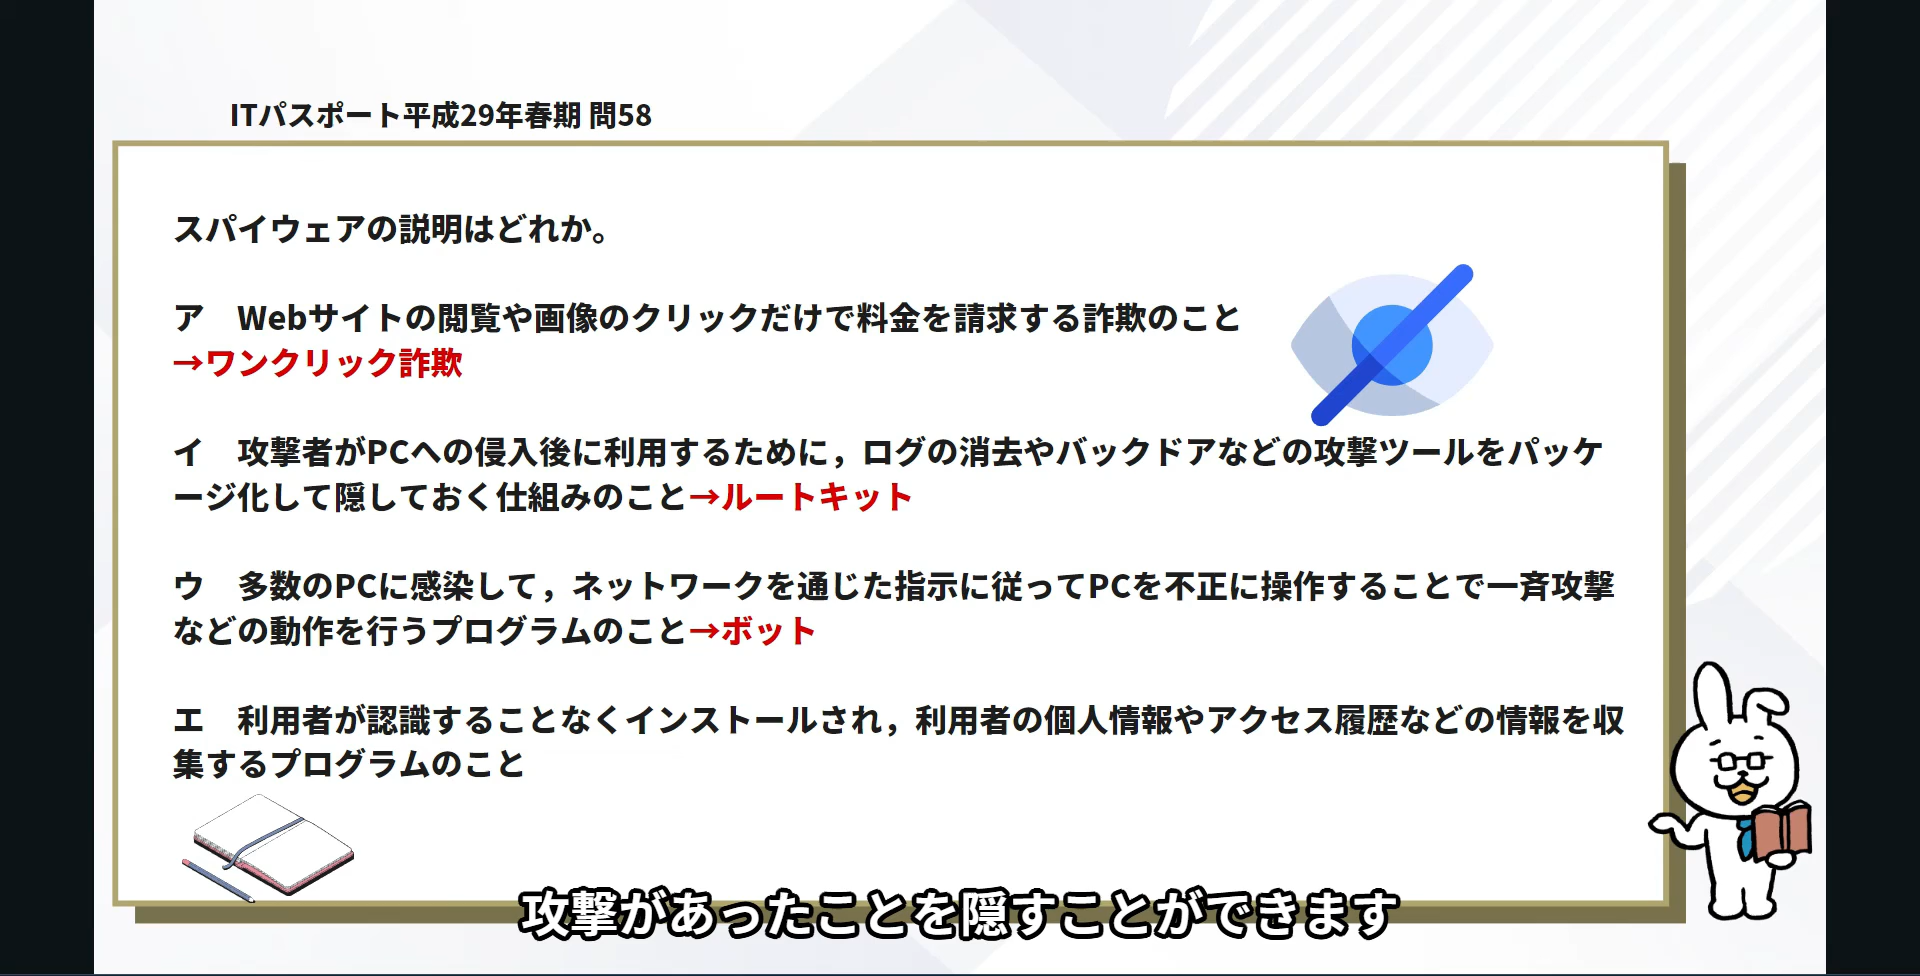 ITパスポート平成29年春期 問58
スパイウェアの説明はどれか。
ア　Webサイトの閲覧や画像のクリックだけで料金を請求する詐欺のこと
→ワンクリック詐欺
イ　攻撃者がPCへの侵入後に利用するために，ログの消去やバックドアなどの攻撃ツールをパッケ
ージ化して隠しておく仕組みのこと→ルートキット
ウ　多数のPCに感染して，ネットワークを通じた指示に従ってPCを不正に操作することで一斉攻撃
などの動作を行うプログラムのこと→ボット
エ　利用者が認識することなくインストールされ，利用者の個人情報やアクセス履歴などの情報を収
集するプログラムのこと
攻撃があったことを隠すことができます